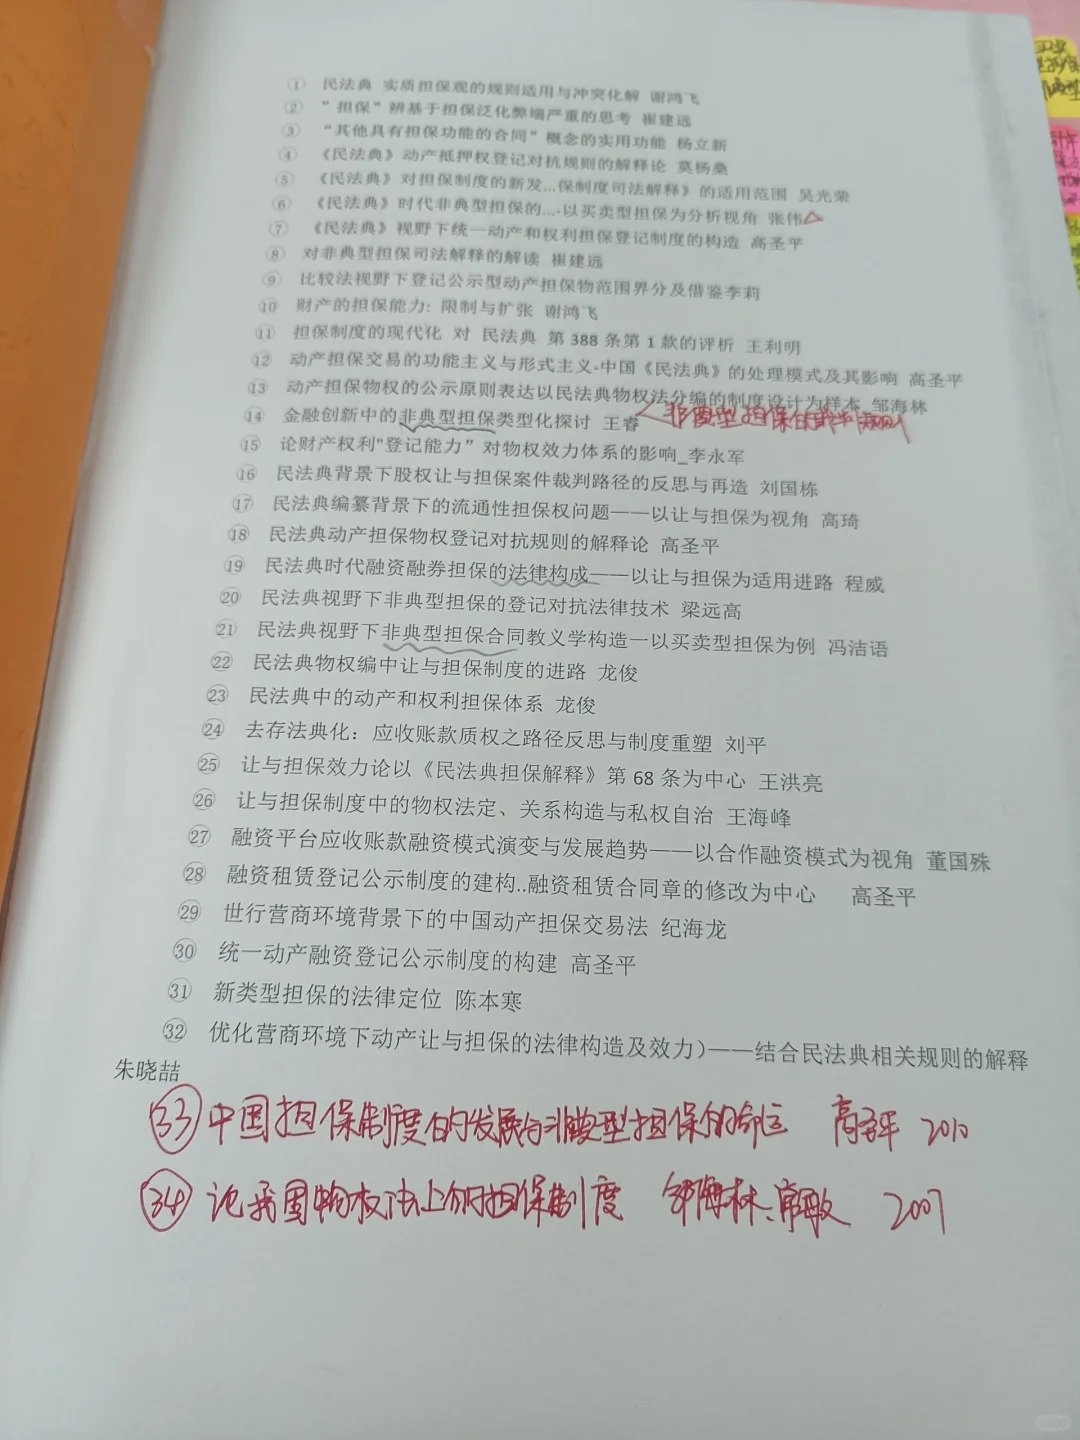 ① 民法典 实质担保观的规则适用与冲突化解 谢鸿飞
② "担保"辨基于担保泛化弊端严重的思考 崔建远
③ "其他具有担保功能的合同"概念的实用功能 杨立新
④ 《民法典》动产抵押权登记对抗规则的解释论 莫杨燊
⑤ 《民法典》对担保制度的新发...保制度司法解释》的适用范围 吴光荣
⑥ 《民法典》时代非典型担保的...-以买卖型担保为分析视角 张伟
⑦ 《民法典》视野下统一动产和权利担保登记制度的构造 高圣平
⑧ 对非典型担保司法解释的解读 崔建远
⑨ 比较法视野下登记公示型动产担保物范围界分及借鉴李莉
⑩ 财产的担保能力: 限制与扩张 谢鸿飞
⑪ 担保制度的现代化 对 民法典 第 388 条第 1 款的评析 王利明
⑫ 动产担保交易的功能主义与形式主义-中国《民法典》的处理模式及其影响 高圣平
⑬ 动产担保物权的公示原则表达以民法典物权法分编的制度设计为样本 邹海林
⑭ 金融创新中的非典型担保类型化探讨 王睿 非典型担保的裁判规则
⑮ 论财产权利"登记能力"对物权效力体系的影响_李永军
⑯ 民法典背景下股权让与担保案件裁判路径的反思与再造 刘国栋
⑰ 民法典编纂背景下的流通性担保权问题——以让与担保为视角 高琦
⑱ 民法典动产担保物权登记对抗规则的解释论 高圣平
⑲ 民法典时代融资融券担保的法律构成——以让与担保为适用进路 程威
⑳ 民法典视野下非典型担保的登记对抗法律技术 梁远高
㉑ 民法典视野下非典型担保合同教义学构造一以买卖型担保为例 冯洁语
㉒ 民法典物权编中让与担保制度的进路 龙俊
㉓ 民法典中的动产和权利担保体系 龙俊
㉔ 去存法典化：应收账款质权之路径反思与制度重塑 刘平
㉕ 让与担保效力论以《民法典担保解释》第 68 条为中心 王洪亮
㉖ 让与担保制度中的物权法定、关系构造与私权自治 王海峰
㉗ 融资平台应收账款融资模式演变与发展趋势——以合作融资模式为视角 董国殊
㉘ 融资租赁登记公示制度的建构..融资租赁合同章的修改为中心 高圣平
㉙ 世行营商环境背景下的中国动产担保交易法 纪海龙
㉚ 统一动产融资登记公示制度的构建 高圣平
㉛ 新类型担保的法律定位 陈本寒
㉜ 优化营商环境下动产让与担保的法律构造及效力）——结合民法典相关规则的解释
朱晓喆
㉝ 中国担保制度的发展与非典型担保的命运 高圣平 2010
㉞ 论我国物权法上的担保制度 邹海林、常敏 2007